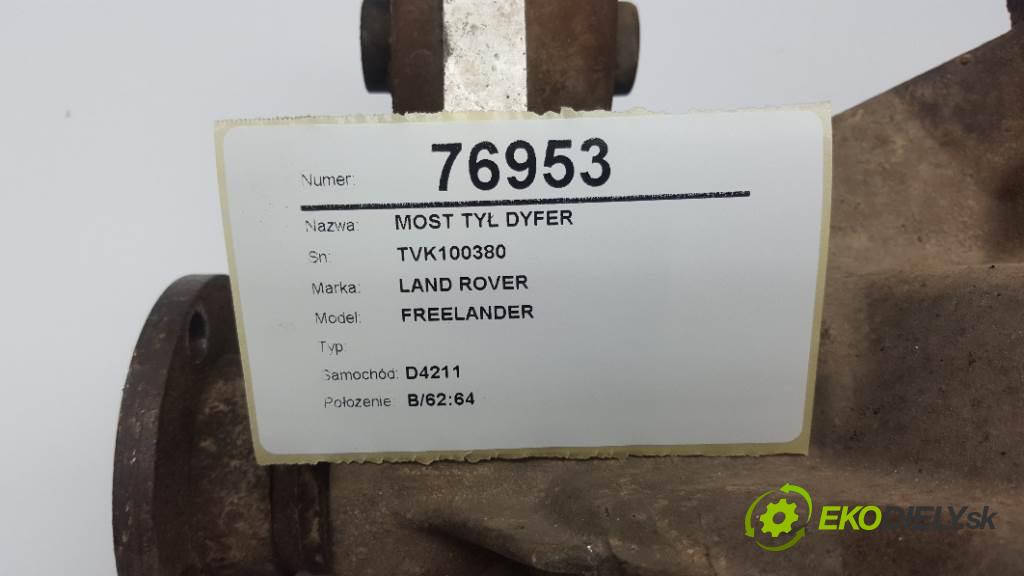 Numer: 76953
Nazwa: MOST TYŁ DYFER
Sn: TVK100380
Marka: LAND ROVER
Model: FREELANDER
Typ:
Samochód: D4211
Położenie: B/62:64
EKODIELY.sk